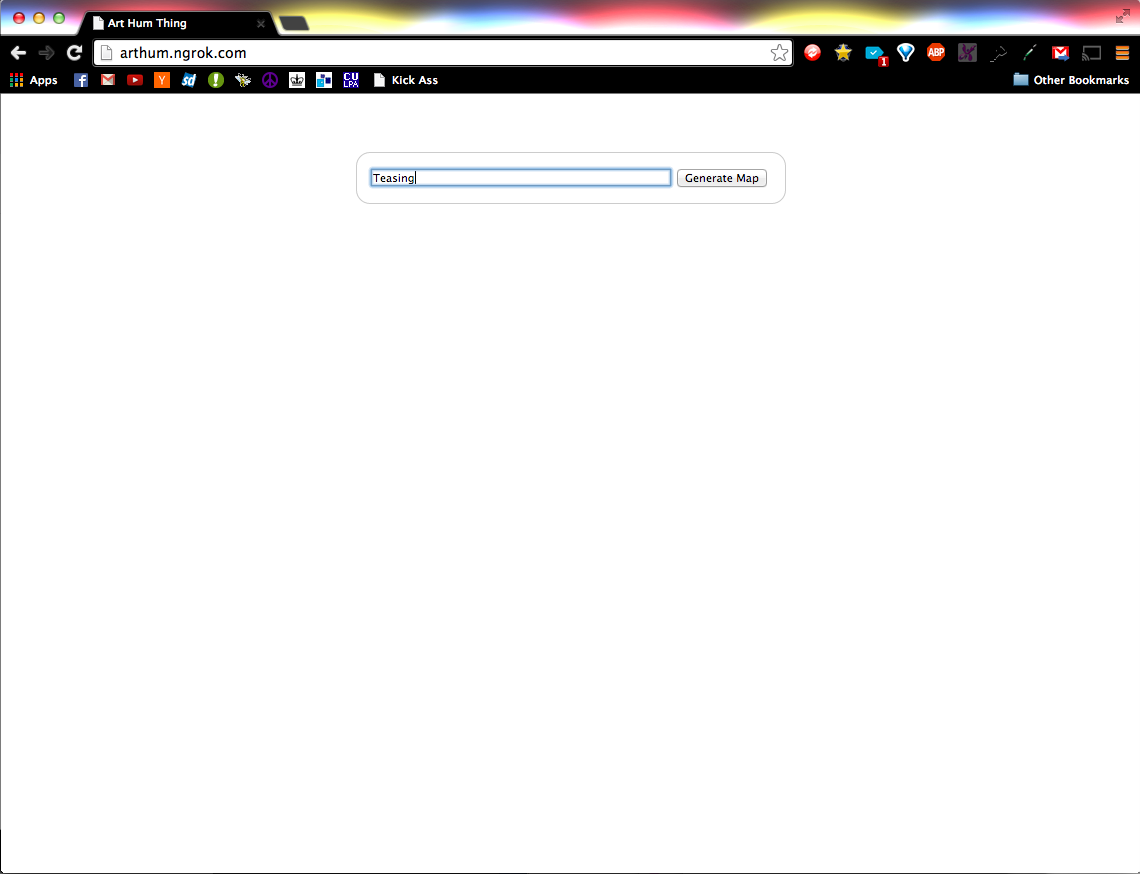 Art Hum Thing
arthum.ngrok.com
1
ABP
Apps
Y
sd
CU
LPA
Kick Ass
Other Bookmarks
Teasing
Generate Map